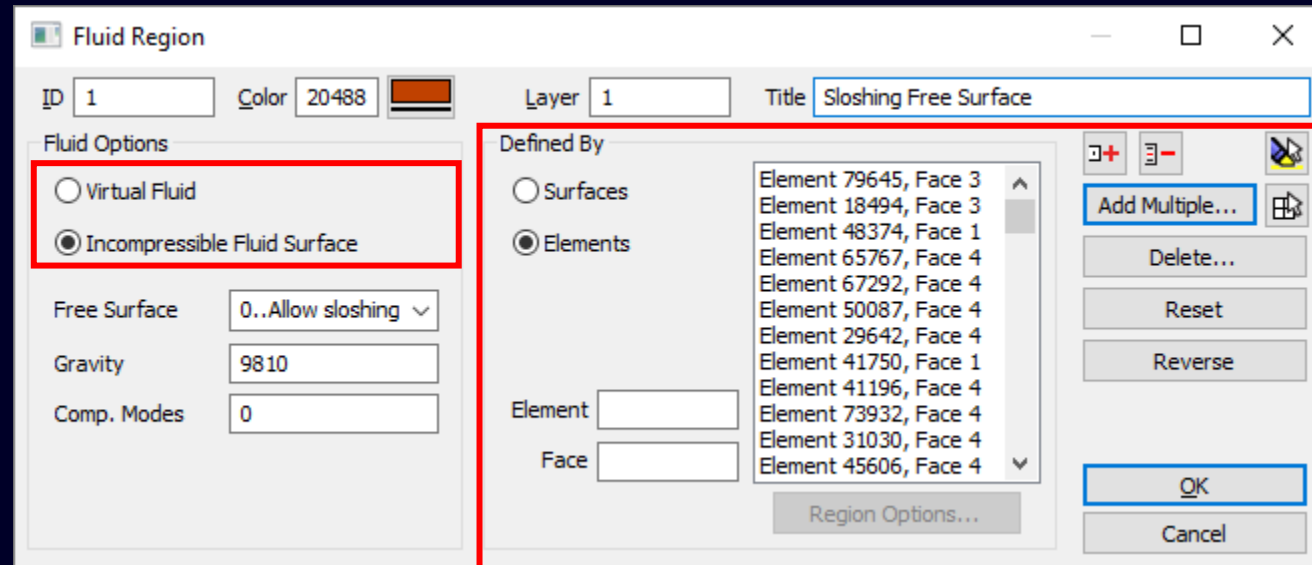 Fluid Region
ID 1 Color 20488 Layer 1 Title Sloshing Free Surface
Fluid Options
Virtual Fluid
Incompressible Fluid Surface
Free Surface 0..Allow sloshing
Gravity 9810
Comp. Modes 0
Defined By
Surfaces
Elements
Element
Face
Element 79645, Face 3
Element 18494, Face 3
Element 48374, Face 1
Element 65767, Face 4
Element 67292, Face 4
Element 50087, Face 4
Element 29642, Face 4
Element 41750, Face 1
Element 41196, Face 4
Element 73932, Face 4
Element 31030, Face 4
Element 45606, Face 4
Region Options...
Add Multiple...
Delete...
Reset
Reverse
OK
Cancel